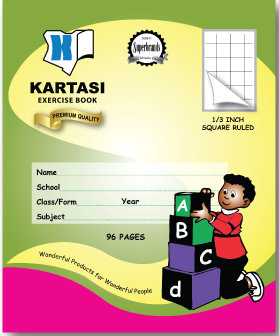 K
KARTASI
EXERCISE BOOK
PREMIUM QUALITY
Superbrands
1/3 INCH
SQUARE RULED
Name
School
Class/Form Year
Subject
96 PAGES
A
B
C
d
Wonderful Products for Wonderful People